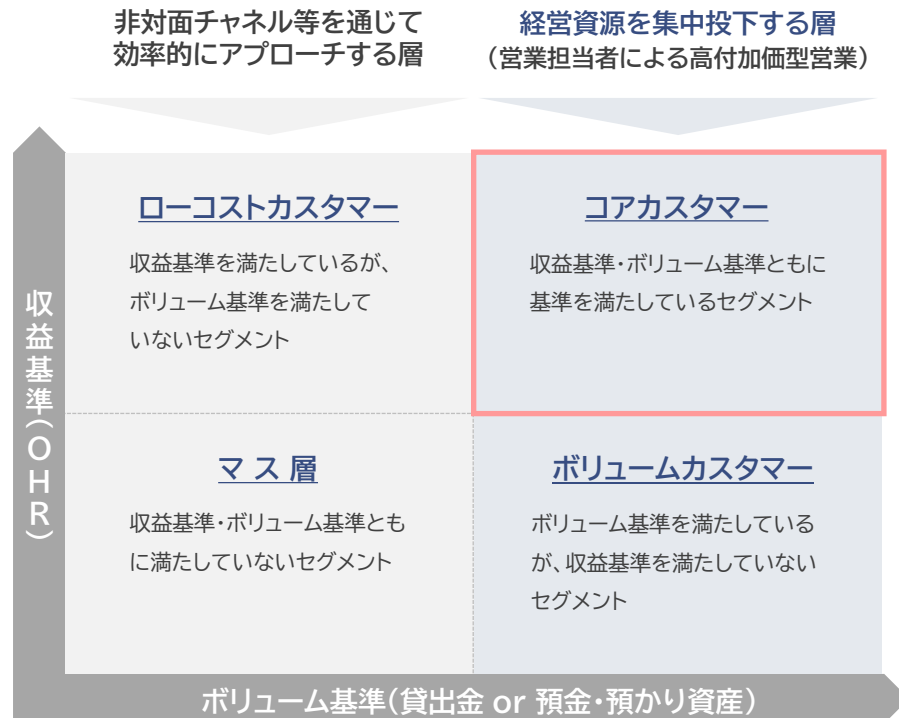 非対面チャネル等を通じて
効率的にアプローチする層
経営資源を集中投下する層
(営業担当者による高付加価型営業)
ローコストカスタマー
収益基準を満たしているが、
ボリューム基準を満たして
いないセグメント
コアカスタマー
収益基準・ボリューム基準ともに
基準を満たしているセグメント
収益基準(OHR)
マス層
収益基準・ボリューム基準とも
に満たしていないセグメント
ボリュームカスタマー
ボリューム基準を満たしている
が、収益基準を満たしていない
セグメント
ボリューム基準(貸出金 or 預金・預かり資産)